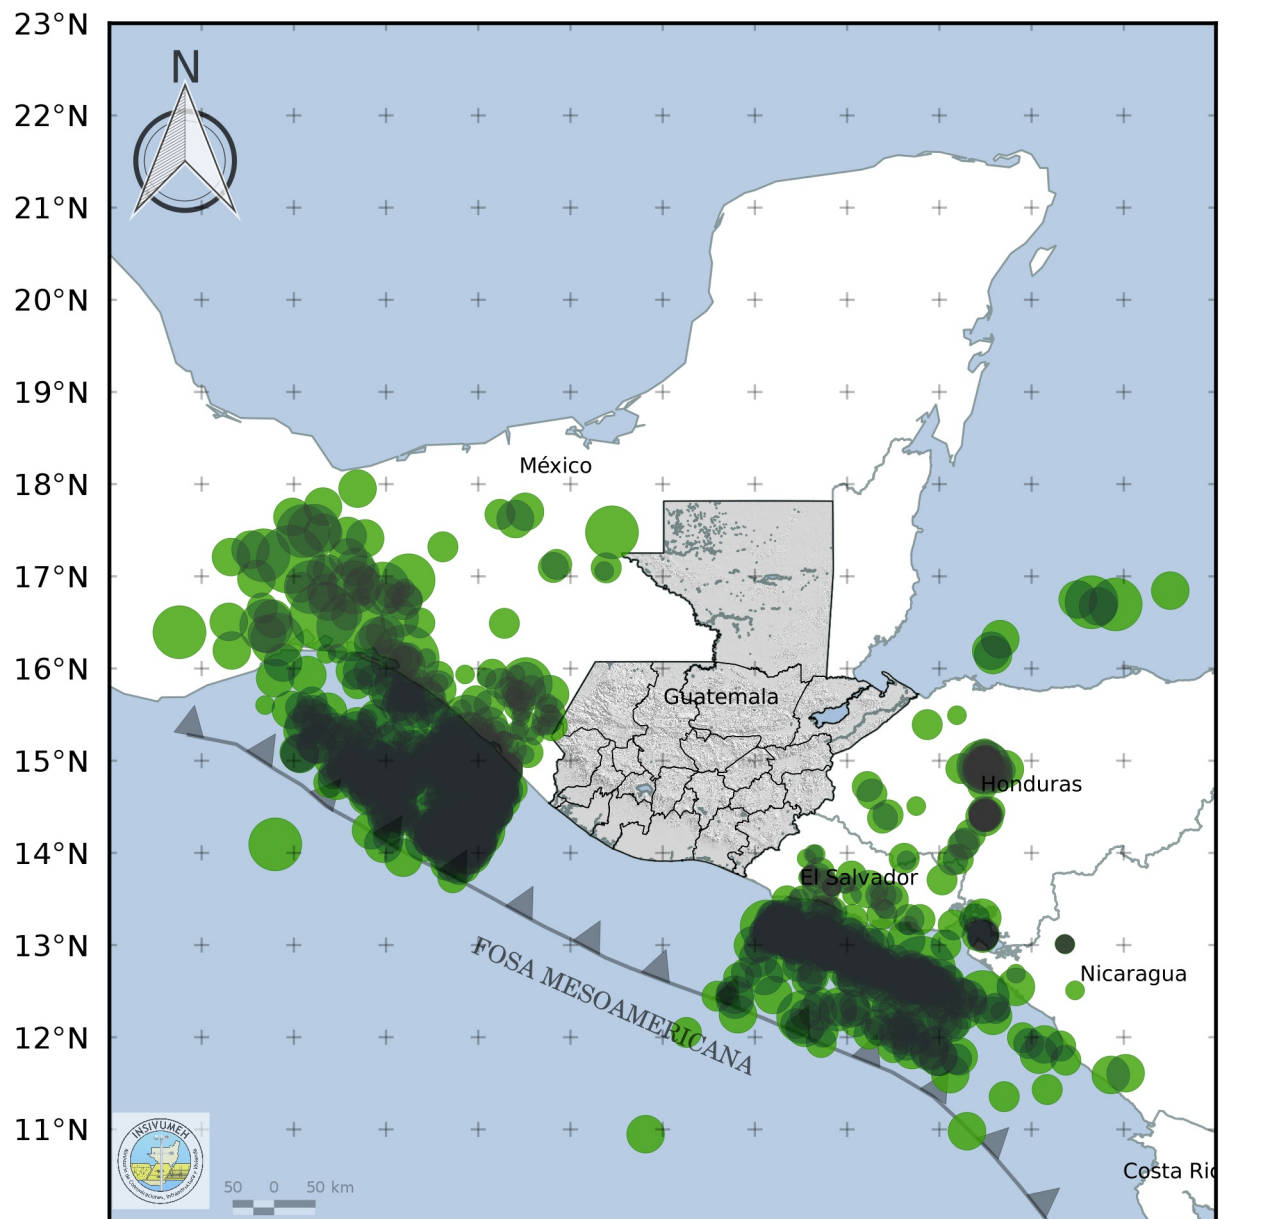 23°N
N
22°N
21°N
20°N
19°N
México
18°N
17°N
16°N
Guatemala
15°N
Honduras
14°N
El Salvador
13°N
FOSA MESOAMERICANA
Nicaragua
12°N
11°N
INSIVUMEH
Costa Ric
50 0 50 km